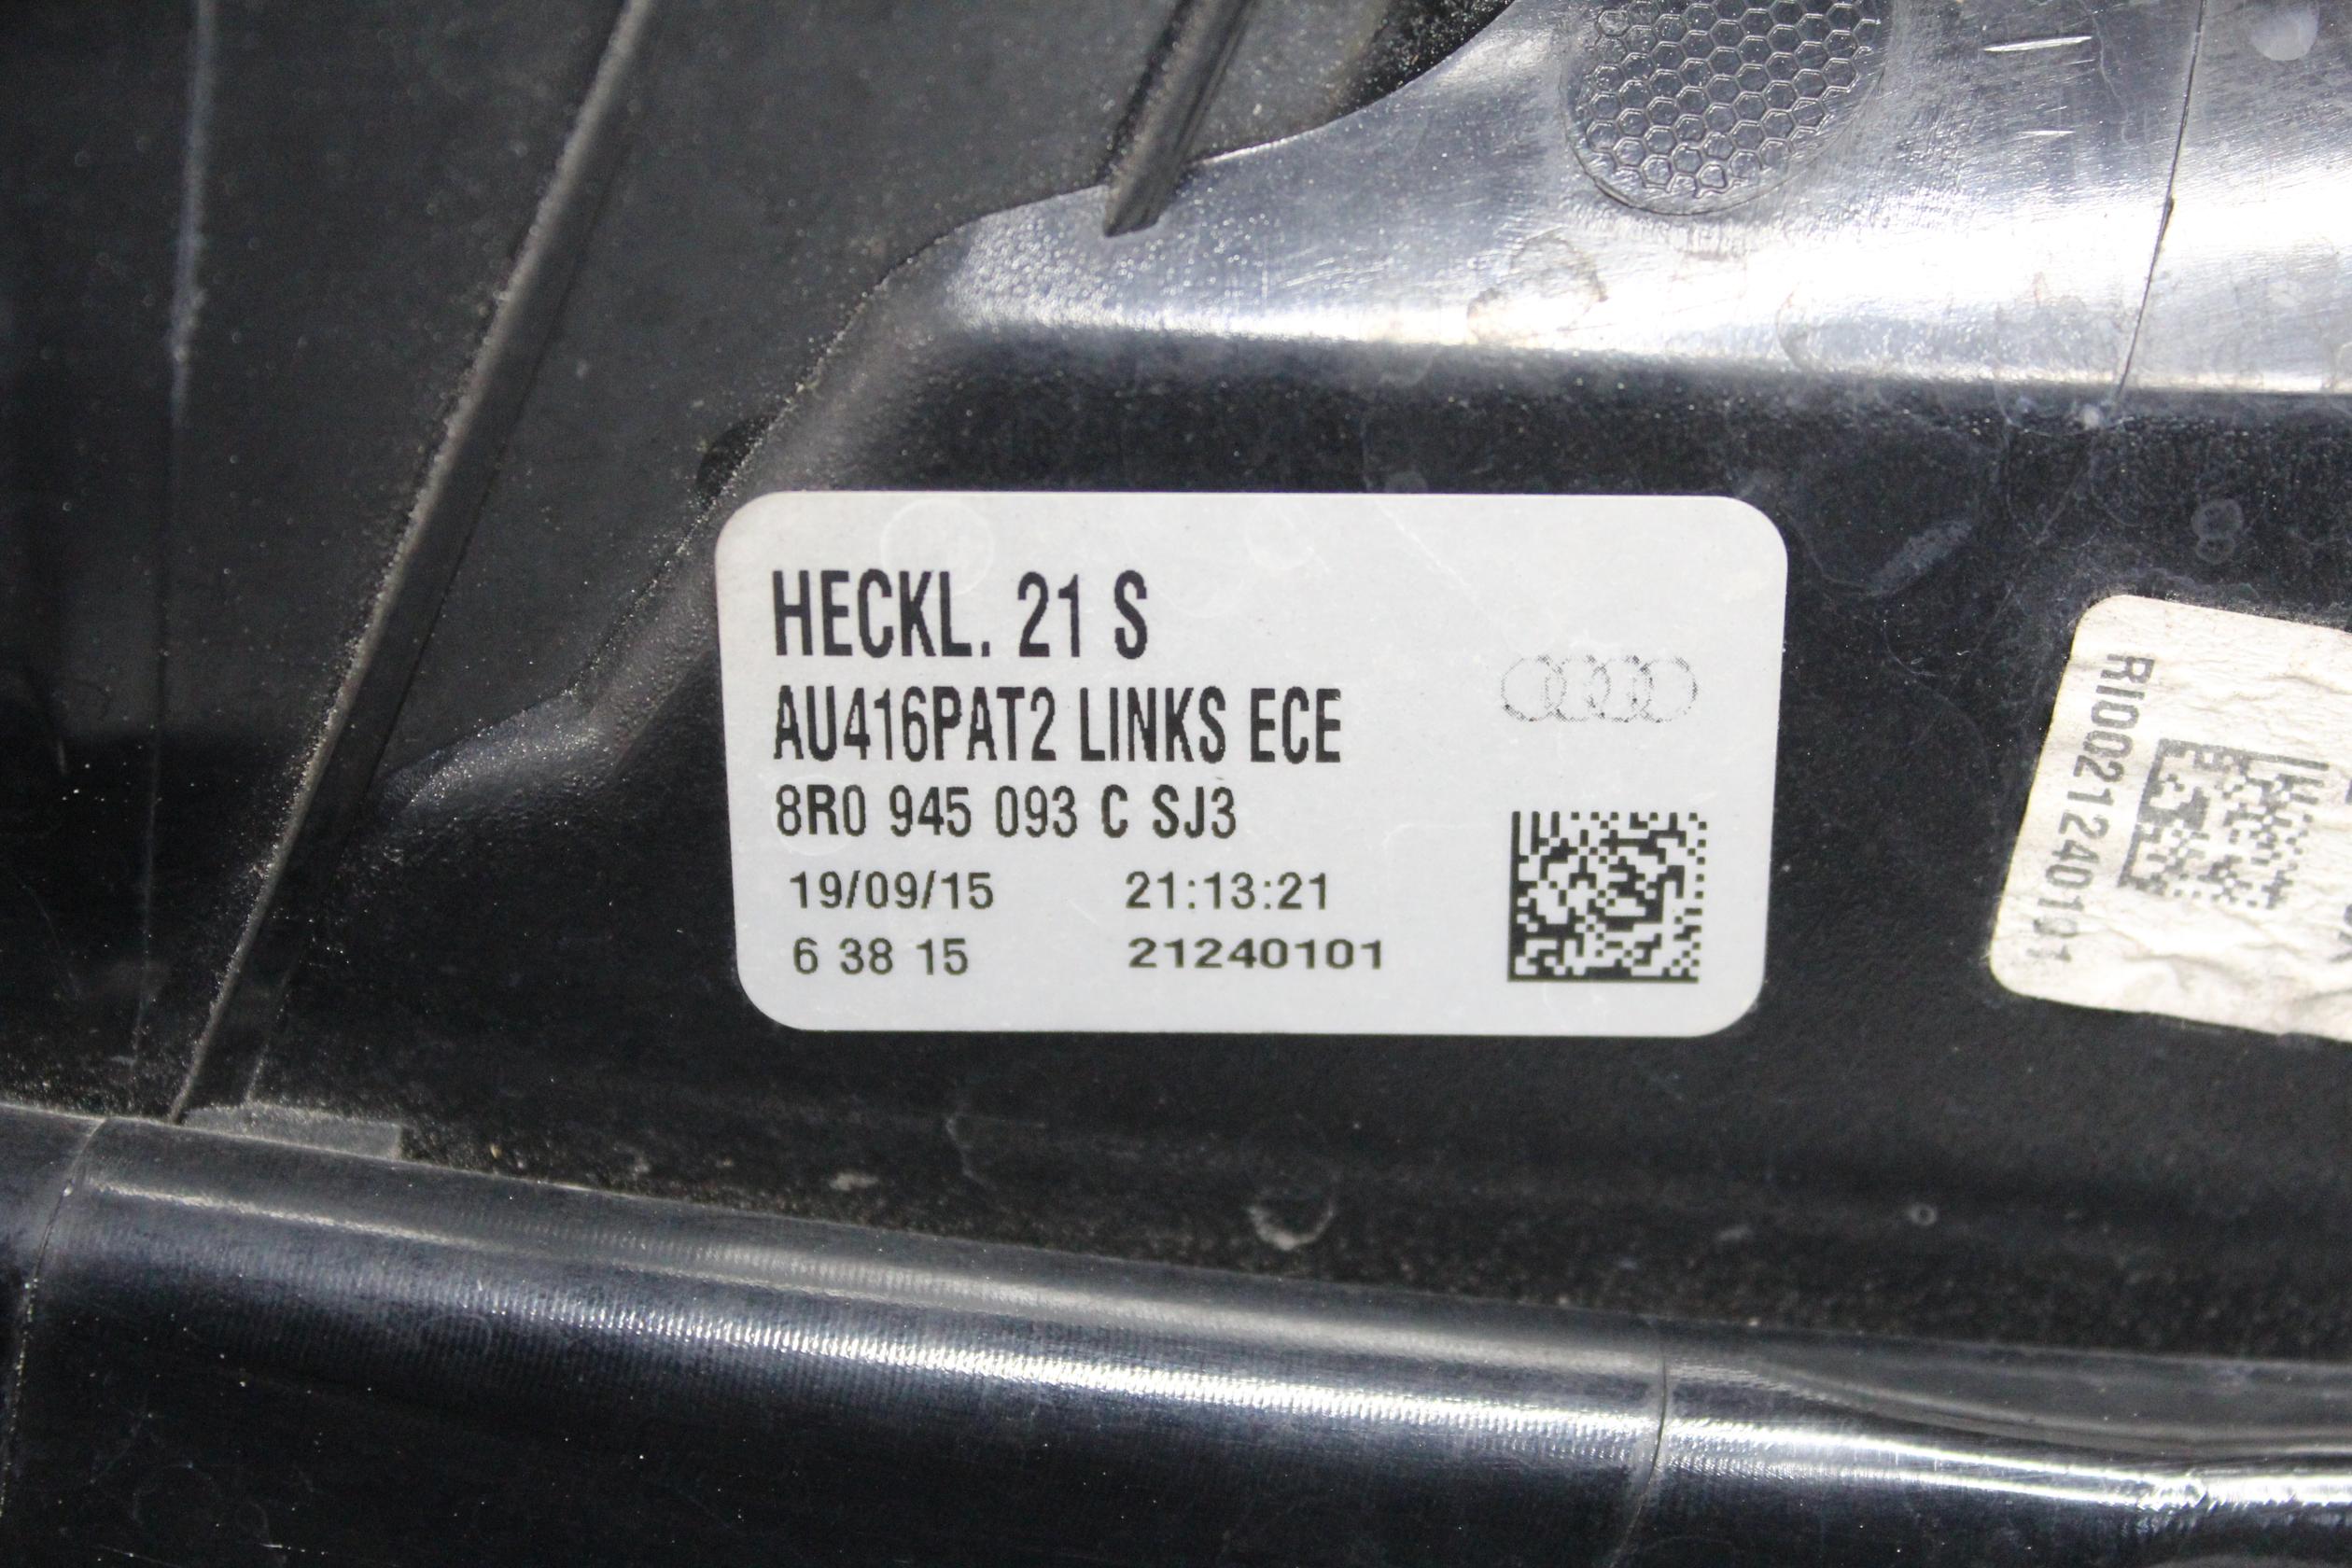 HECKL. 21 S
AU416PAT2 LINKS ECE
8R0 945 093 C SJ3
19/09/15 21:13:21
6 38 15 21240101
RI00211240101